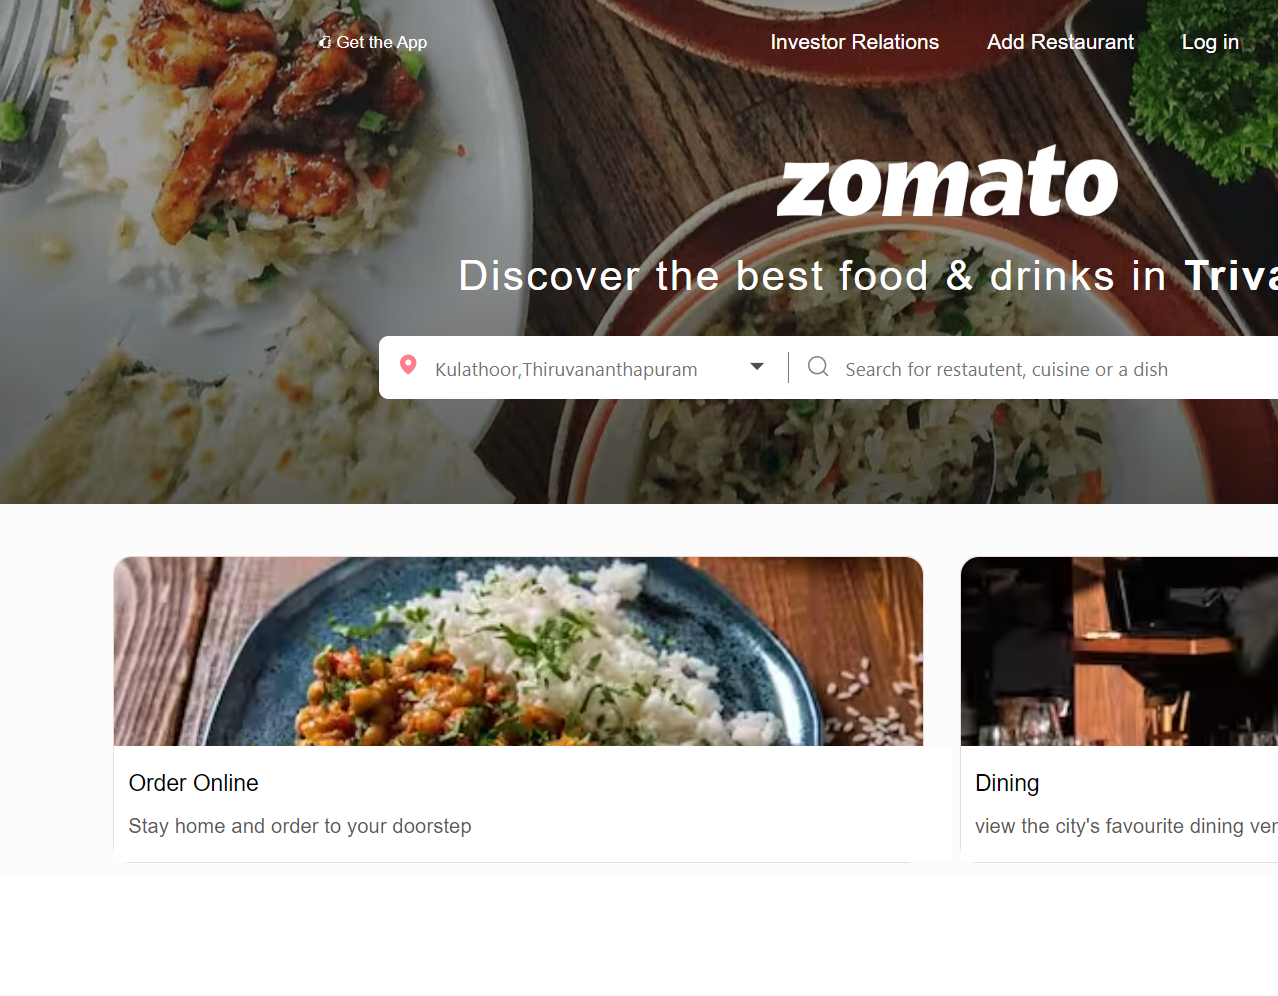 Get the App
Investor Relations
Add Restaurant
Log in
zomato
Discover the best food & drinks in
Kulathoor,Thiruvananthapuram
Search for restautent, cuisine or a dish
Order Online
Stay home and order to your doorstep
Dining
view the city's favourite dining